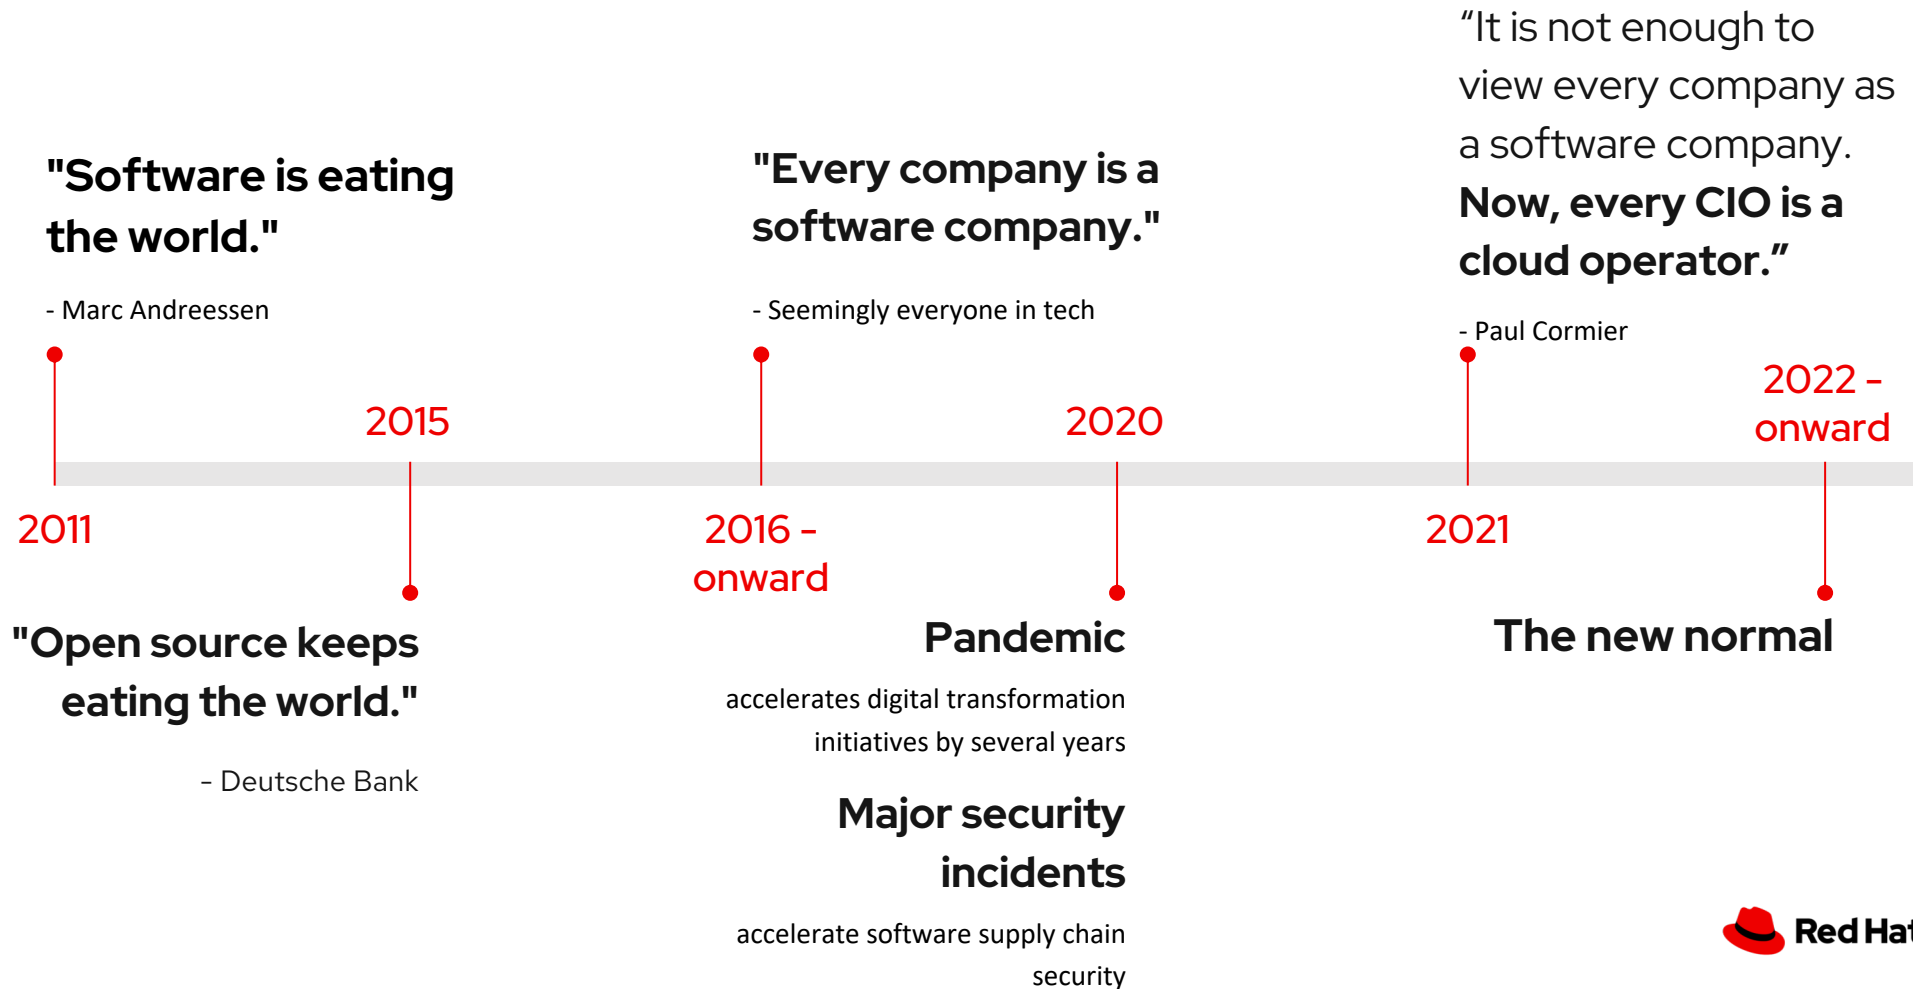 "Software is eating
the world."
- Marc Andreessen
2011
2015
"Open source keeps
eating the world."
- Deutsche Bank
"Every company is a
software company."
- Seemingly everyone in tech
2016 -
onward
2020
Pandemic
accelerates digital transformation
initiatives by several years
Major security
incidents
accelerate software supply chain
security
“It is not enough to
view every company as
a software company.
Now, every CIO is a
cloud operator.”
- Paul Cormier
2021
2022 -
onward
The new normal
Red Hat